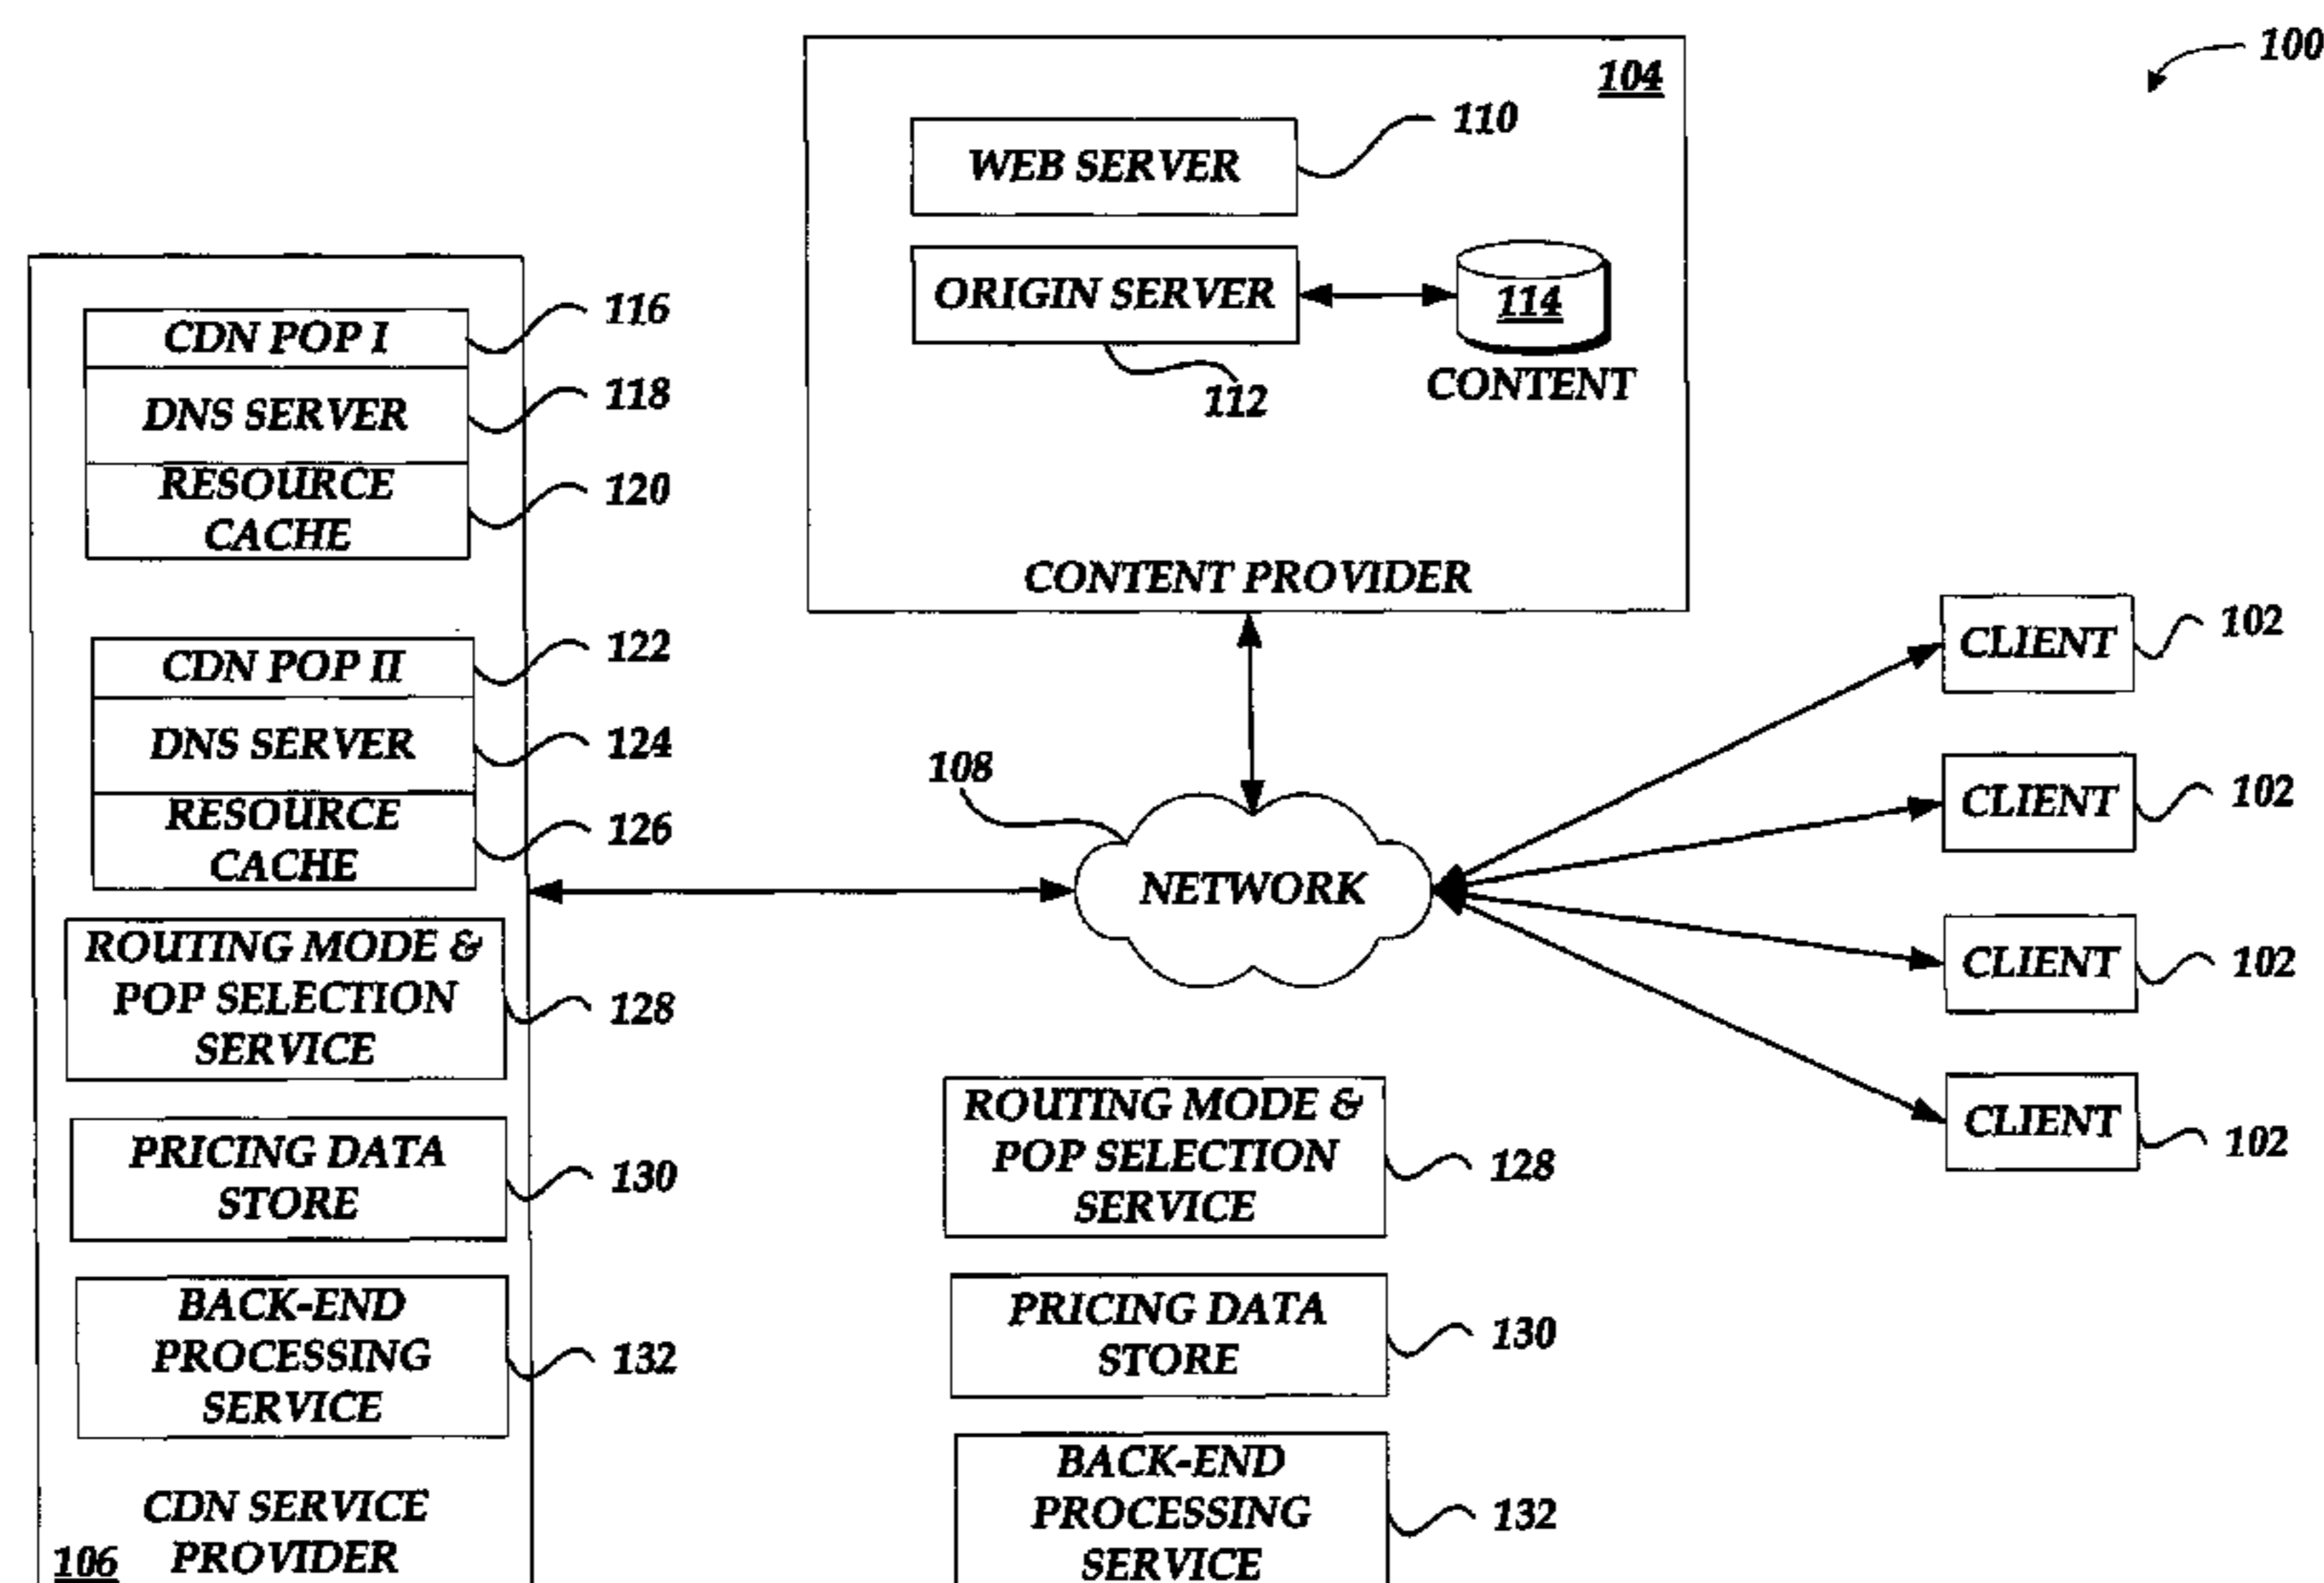 100
104
110
WEB SERVER
ORIGIN SERVER
114
112
CONTENT
CONTENT PROVIDER
CDN POP I
116
DNS SERVER
118
RESOURCE
CACHE
120
CDN POP II
122
DNS SERVER
124
RESOURCE
CACHE
126
ROUTING MODE &
POP SELECTION
SERVICE
128
PRICING DATA
STORE
130
BACK-END
PROCESSING
SERVICE
132
CDN SERVICE
PROVIDER
106
108
NETWORK
CLIENT
102
CLIENT
102
CLIENT
102
CLIENT
102
ROUTING MODE &
POP SELECTION
SERVICE
128
PRICING DATA
STORE
130
BACK-END
PROCESSING
SERVICE
132